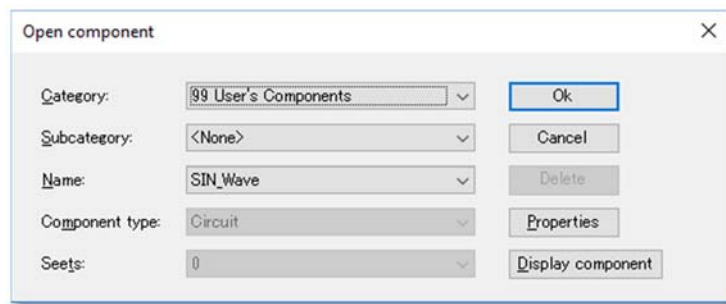 Open component
Category: 99 User's Components Ok
Subcategory: <None> Cancel
Name: SIN_Wave Delete
Component type: Circuit Properties
Seets: 0 Display component